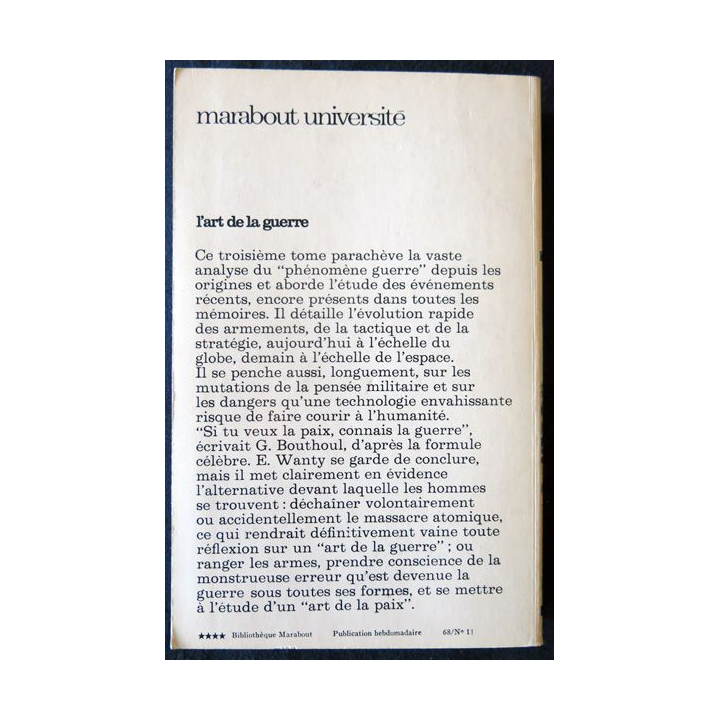 marabout université
l'art de la guerre
Ce troisième tome parachève la vaste
analyse du "phénomène guerre" depuis les
origines et aborde l'étude des événements
récents, encore présents dans toutes les
mémoires. Il détaille l'évolution rapide
des armements, de la tactique et de la
stratégie, aujourd'hui à l'échelle du
globe, demain à l'échelle de l'espace.
Il se penche aussi, longuement, sur les
mutations de la pensée militaire et sur
les dangers qu'une technologie envahissante
risque de faire courir à l'humanité.
"Si tu veux la paix, connais la guerre",
écrivait G. Bouthoul, d'après la formule
célèbre. E. Wanty se garde de conclure,
mais il met clairement en évidence
l'alternative devant laquelle les hommes
se trouvent : déchaîner volontairement
ou accidentellement le massacre atomique,
ce qui rendrait définitivement vaine toute
réflexion sur un "art de la guerre" ; ou
ranger les armes, prendre conscience de la
monstrueuse erreur qu'est devenue la
guerre sous toutes ses formes, et se mettre
à l'étude d'un "art de la paix".
★★★★ Bibliothèque Marabout Publication hebdomadaire 68/Nº 11